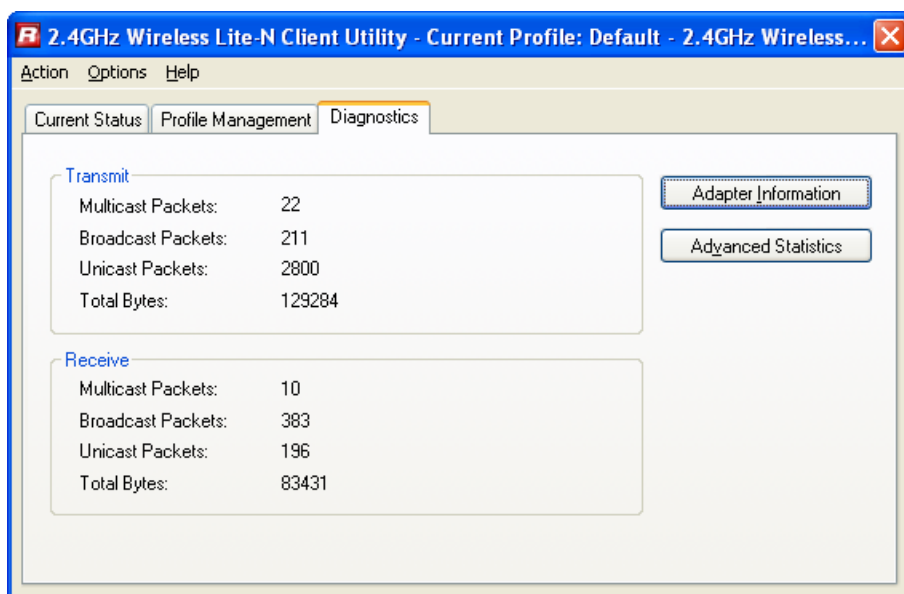 R 2.4GHz Wireless Lite-N Client Utility - Current Profile: Default - 2.4GHz Wireless...
Action Options Help
Current Status Profile Management Diagnostics
Transmit
Multicast Packets: 22
Broadcast Packets: 211
Unicast Packets: 2800
Total Bytes: 129284
Adapter Information
Advanced Statistics
Receive
Multicast Packets: 10
Broadcast Packets: 383
Unicast Packets: 196
Total Bytes: 83431